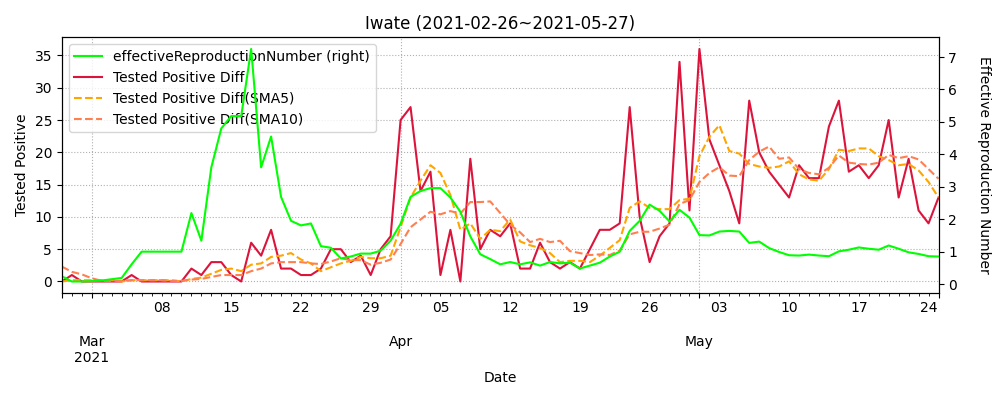 Iwate (2021-02-26~2021-05-27)
effectiveReproductionNumber (right)
Tested Positive Diff
Tested Positive Diff(SMA5)
Tested Positive Diff(SMA10)
Tested Positive
35
30
25
20
15
10
5
0
Effective Reproduction Number
7
6
5
4
3
2
1
0
08 15 22 29 05 12 19 26 03 10 17 24
Mar Apr May
2021
Date